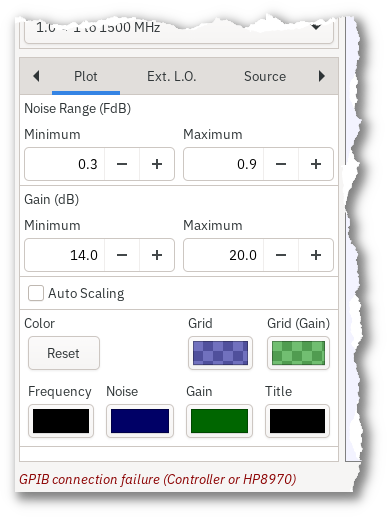 1.0 - 1 to 1500 MHz
Plot Ext. L.O. Source
Noise Range (FdB)
Minimum Maximum
0.3 0.9
Gain (dB)
Minimum Maximum
14.0 20.0
Auto Scaling
Color Grid Grid (Gain)
Reset
Frequency Noise Gain Title
GPIB connection failure (Controller or HP8970)